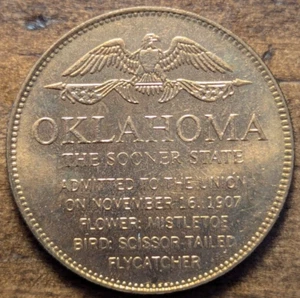 OKLAHOMA
THE SOONER STATE
ADMITTED TO THE UNION
ON NOVEMBER 16, 1907
FLOWER: MISTLETOE
BIRD: SCISSOR-TAILED
FLYCATCHER